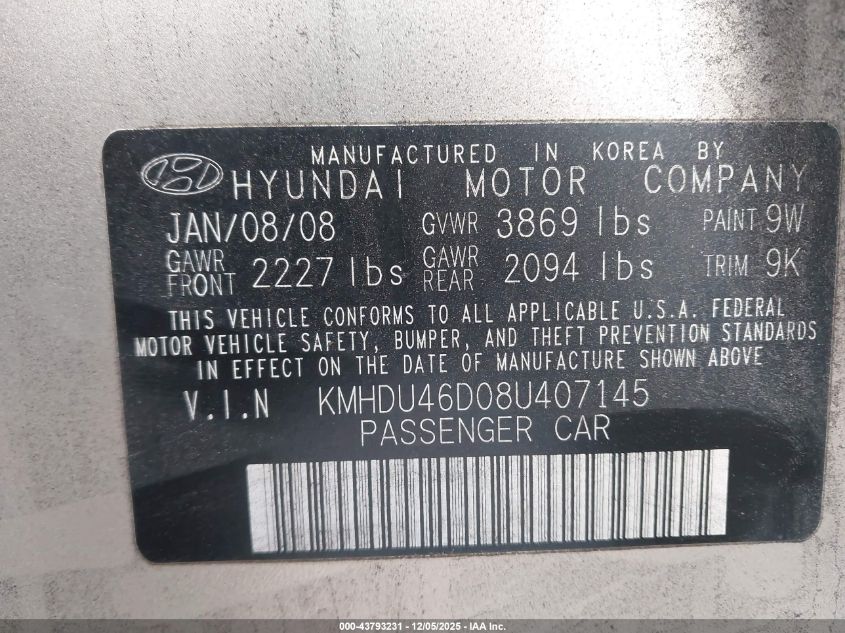 MANUFACTURED IN KOREA BY
HYUNDAI MOTOR COMPANY
JAN/08/08 GVWR 3869 lbs PAINT 9W
GAWR FRONT 2227 lbs GAWR REAR 2094 lbs TRIM 9K
THIS VEHICLE CONFORMS TO ALL APPLICABLE U.S.A. FEDERAL
MOTOR VEHICLE SAFETY, BUMPER, AND THEFT PREVENTION STANDARDS
IN EFFECT ON THE DATE OF MANUFACTURE SHOWN ABOVE
V.I.N KMHDU46D08U407145
PASSENGER CAR
000-43793231 - 12/05/2025 - IAA Inc.